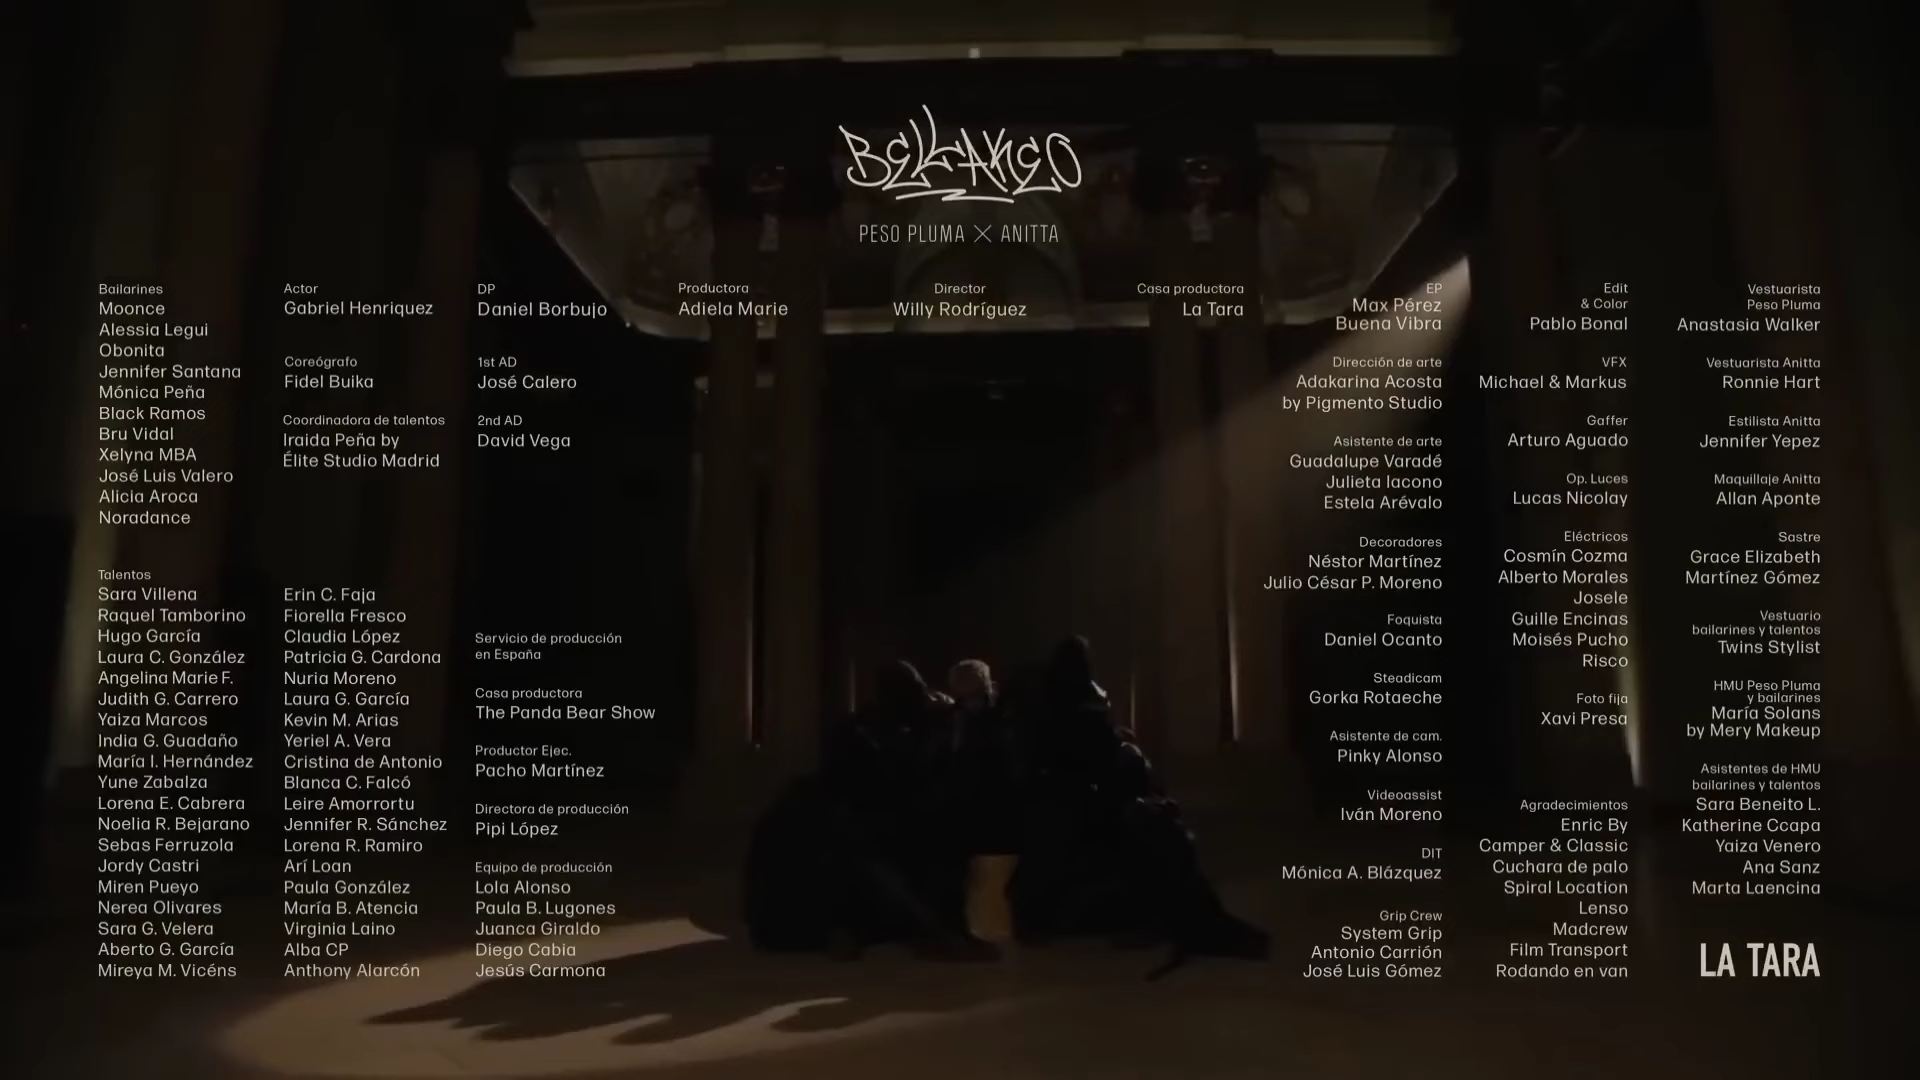 BELLAKEO
PESO PLUMA X ANITTA
Bailarines
Moonce
Alessia Legui
Obonita
Jennifer Santana
Mónica Peña
Black Ramos
Bru Vidal
Xelyna MBA
José Luis Valero
Alicia Aroca
Noradance
Actor
Gabriel Henriquez
Coreógrafo
Fidel Buika
Coordinadora de talentos
Iraida Peña by
Élite Studio Madrid
DP
Daniel Borbujo
1st AD
José Calero
2nd AD
David Vega
Productora
Adiela Marie
Director
Willy Rodríguez
Casa productora
La Tara
Talentos
Sara Villena
Raquel Tamborino
Hugo García
Laura C. González
Angelina Marie F.
Judith G. Carrero
Yaiza Marcos
India G. Guadaño
María I. Hernández
Yune Zabalza
Lorena E. Cabrera
Noelia R. Bejarano
Sebas Ferruzola
Jordy Castri
Miren Pueyo
Nerea Olivares
Sara G. Velera
Aberto G. García
Mireya M. Vicéns
Erin C. Faja
Fiorella Fresco
Claudia López
Patricia G. Cardona
Nuria Moreno
Laura G. García
Kevin M. Arias
Yeriel A. Vera
Cristina de Antonio
Blanca C. Falcó
Leire Amorrortu
Jennifer R. Sánchez
Lorena R. Ramiro
Arí Loan
Paula González
María B. Atencia
Virginia Laino
Alba CP
Anthony Alarcón
Servicio de producción
en España
Casa productora
The Panda Bear Show
Productor Ejec.
Pacho Martínez
Directora de producción
Pipi López
Equipo de producción
Lola Alonso
Paula B. Lugones
Juanca Giraldo
Diego Cabia
Jesús Carmona
EP
Max Pérez
Buena Vibra
Dirección de arte
Adakarina Acosta
by Pigmento Studio
Asistente de arte
Guadalupe Varadé
Julieta Iacono
Estela Arévalo
Decoradores
Néstor Martínez
Julio César P. Moreno
Foquista
Daniel Ocanto
Steadicam
Gorka Rotaeche
Asistente de cam.
Pinky Alonso
Videoassist
Iván Moreno
DIT
Mónica A. Blázquez
Grip Crew
System Grip
Antonio Carrión
José Luis Gómez
Edit
& Color
Pablo Bonal
VFX
Michael & Markus
Gaffer
Arturo Aguado
Op. Luces
Lucas Nicolay
Eléctricos
Cosmín Cozma
Alberto Morales
Josele
Guille Encinas
Moisés Pucho
Risco
Foto fija
Xavi Presa
Agradecimientos
Enric By
Camper & Classic
Cuchara de palo
Spiral Location
Lenso
Madcrew
Film Transport
Rodando en van
Vestuarista
Peso Pluma
Anastasia Walker
Vestuarista Anitta
Ronnie Hart
Estilista Anitta
Jennifer Yepez
Maquillaje Anitta
Allan Aponte
Sastre
Grace Elizabeth
Martínez Gómez
Vestuario
bailarines y talentos
Twins Stylist
HMU Peso Pluma
y bailarines
María Solans
by Mery Makeup
Asistentes de HMU
bailarines y talentos
Sara Beneito L.
Katherine Ccapa
Yaiza Venero
Ana Sanz
Marta Laencina
LA TARA